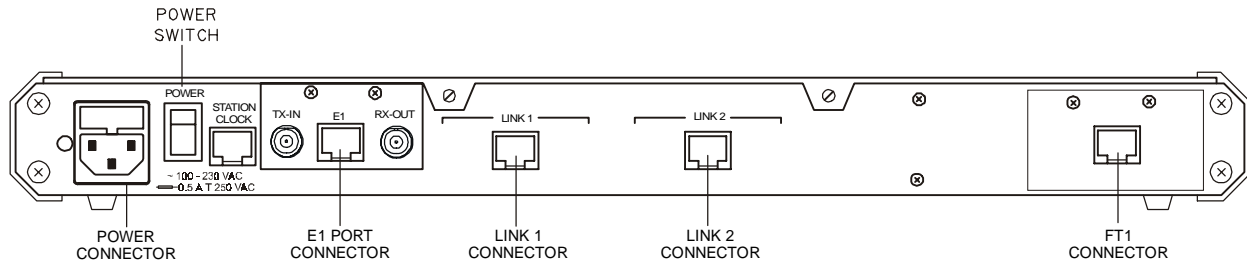 POWER
SWITCH
POWER
STATION
CLOCK
TX-IN
E1
RX-OUT
LINK 1
LINK 2
~ 100 - 230 VAC
0.5 A T 250 VAC
POWER
CONNECTOR
E1 PORT
CONNECTOR
LINK 1
CONNECTOR
LINK 2
CONNECTOR
FT1
CONNECTOR